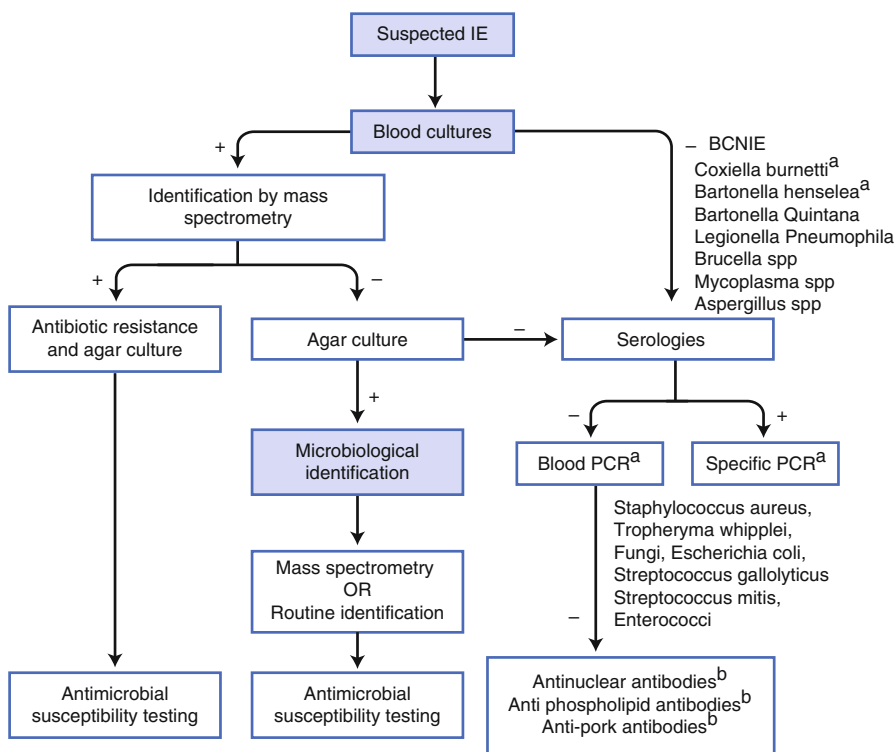 Suspected IE
Blood cultures
+
– BCNIE
Coxiella burnetti^a
Bartonella henselea^a
Bartonella Quintana
Legionella Pneumophila
Brucella spp
Mycoplasma spp
Aspergillus spp
Identification by mass
spectrometry
+
–
Antibiotic resistance
and agar culture
Agar culture
–
Serologies
+
–
+
Microbiological
identification
Blood PCR^a
Specific PCR^a
Staphylococcus aureus,
Tropheryma whipplei,
Fungi, Escherichia coli,
Streptococcus gallolyticus
Streptococcus mitis,
Enterococci
Mass spectrometry
OR
Routine identification
–
Antimicrobial
susceptibility testing
Antimicrobial
susceptibility testing
Antinuclear antibodies^b
Anti phospholipid antibodies^b
Anti-pork antibodies^b